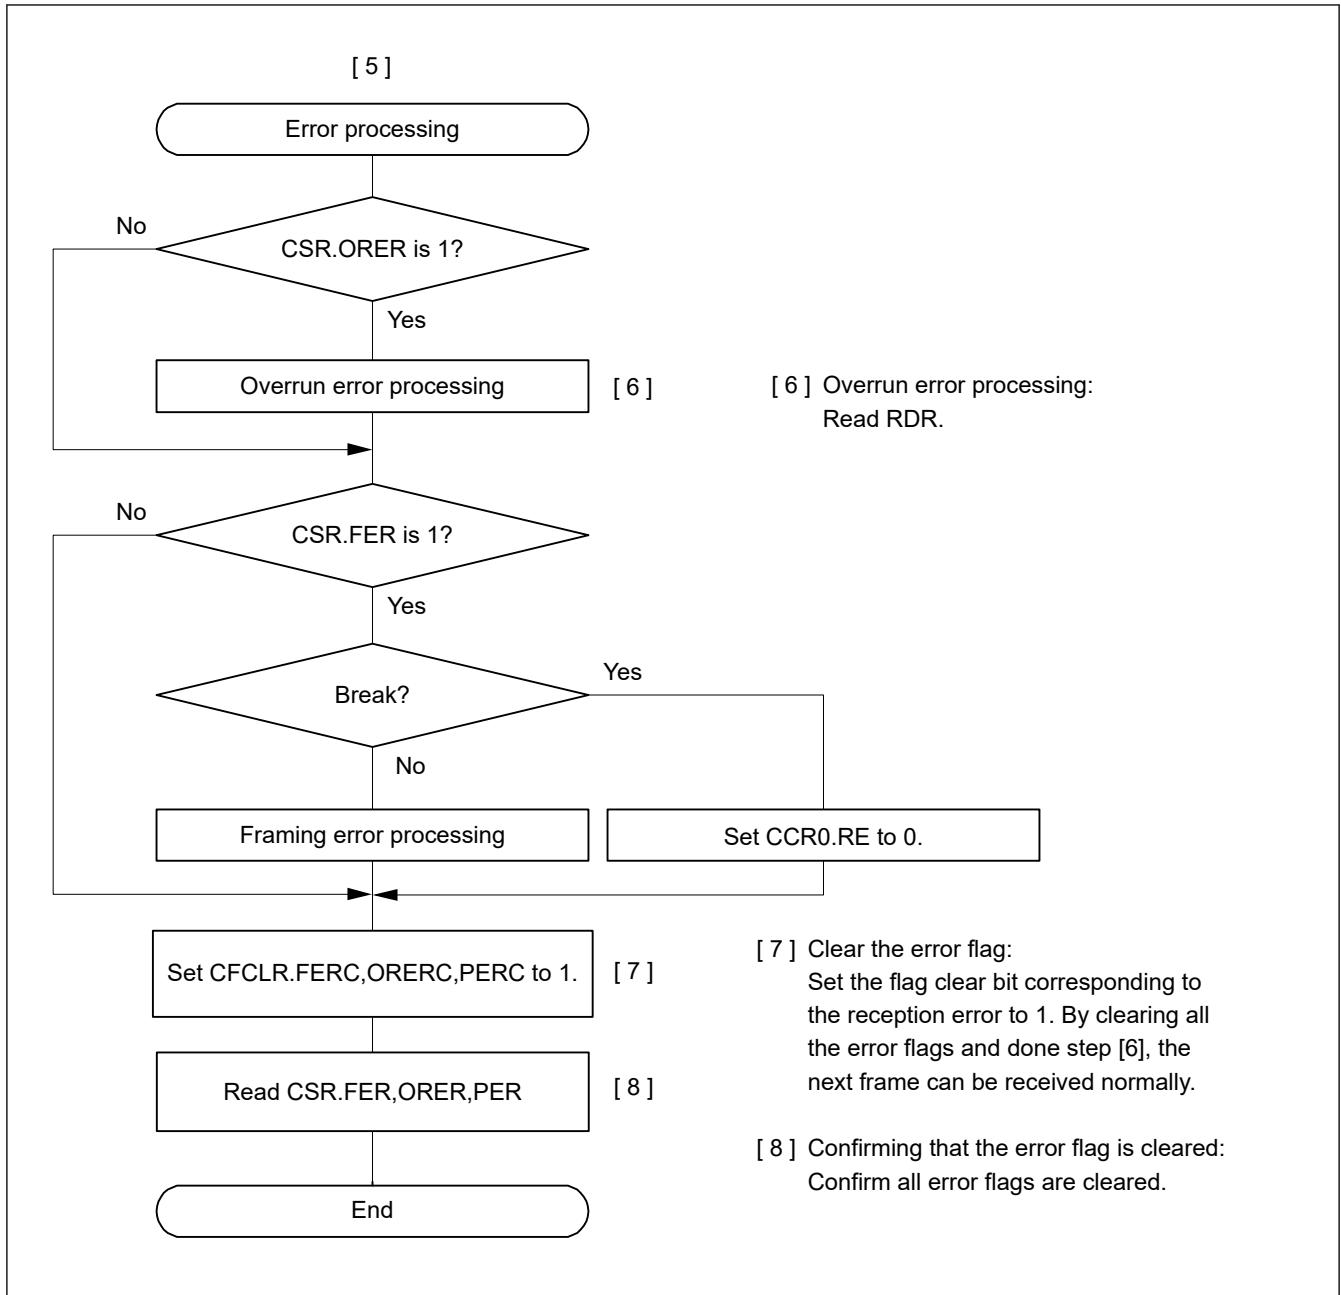 [ 5 ]
Error processing
No
CSR.ORER is 1?
Yes
Overrun error processing
[ 6 ]
[ 6 ] Overrun error processing:
Read RDR.
No
CSR.FER is 1?
Yes
Break?
Yes
No
Framing error processing
Set CCR0.RE to 0.
Set CFCLR.FERC,ORERC,PERC to 1.
[ 7 ]
[ 7 ] Clear the error flag:
Set the flag clear bit corresponding to
the reception error to 1. By clearing all
the error flags and done step [6], the
next frame can be received normally.
Read CSR.FER,ORER,PER
[ 8 ]
[ 8 ] Confirming that the error flag is cleared:
Confirm all error flags are cleared.
End